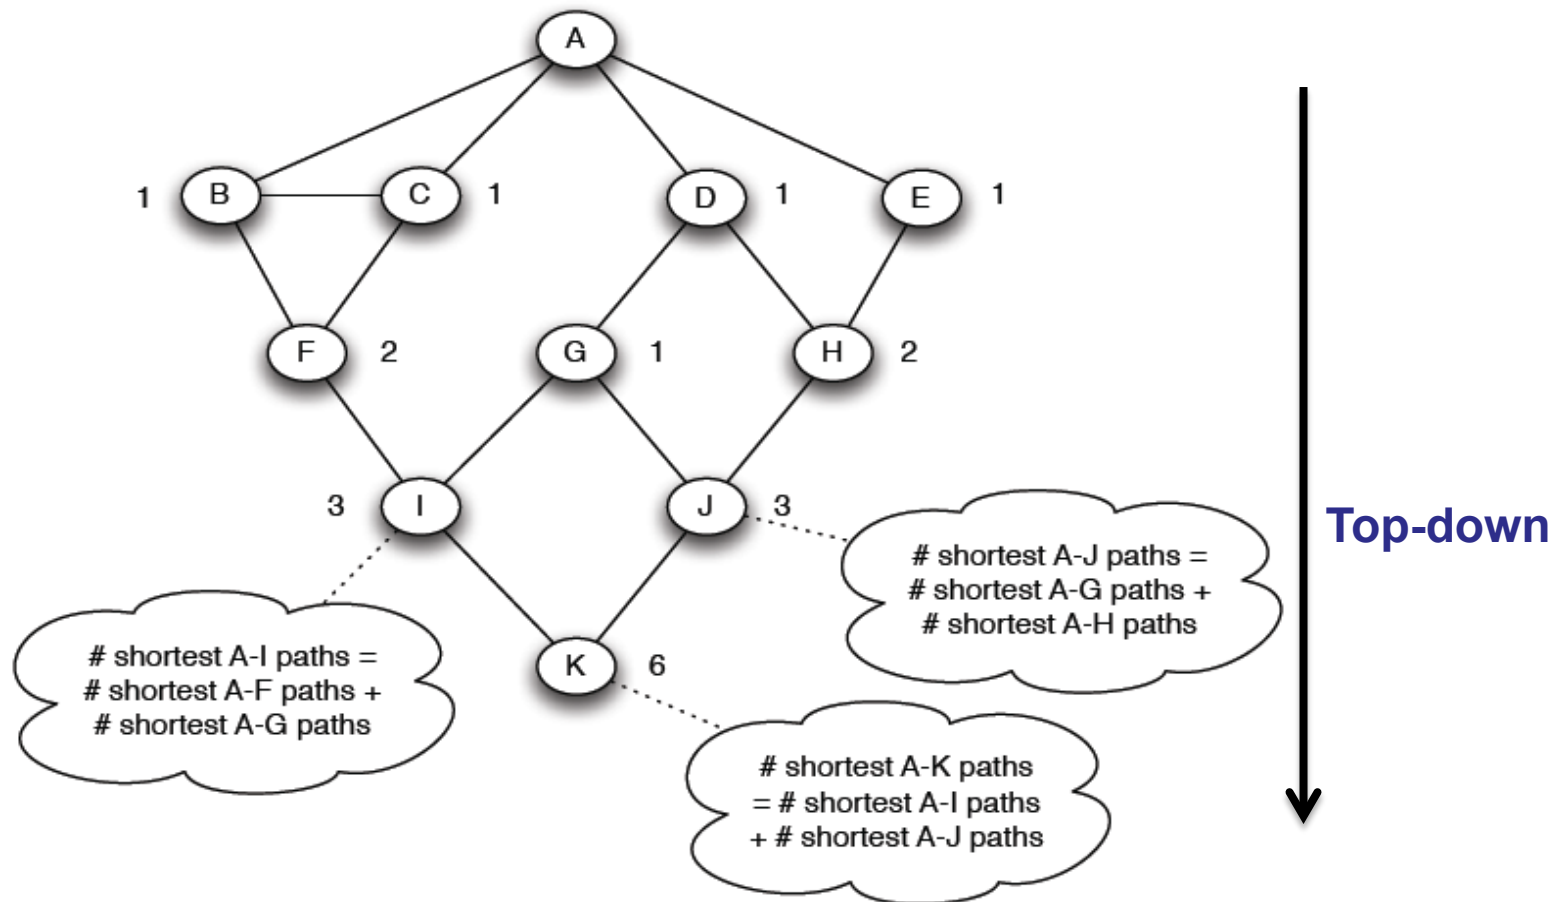 A
1 B C 1 D 1 E 1
F 2 G 1 H 2
3 I J 3
Top-down
# shortest A-J paths =
# shortest A-G paths +
# shortest A-H paths
# shortest A-I paths =
# shortest A-F paths +
# shortest A-G paths
K 6
# shortest A-K paths
= # shortest A-I paths
+ # shortest A-J paths